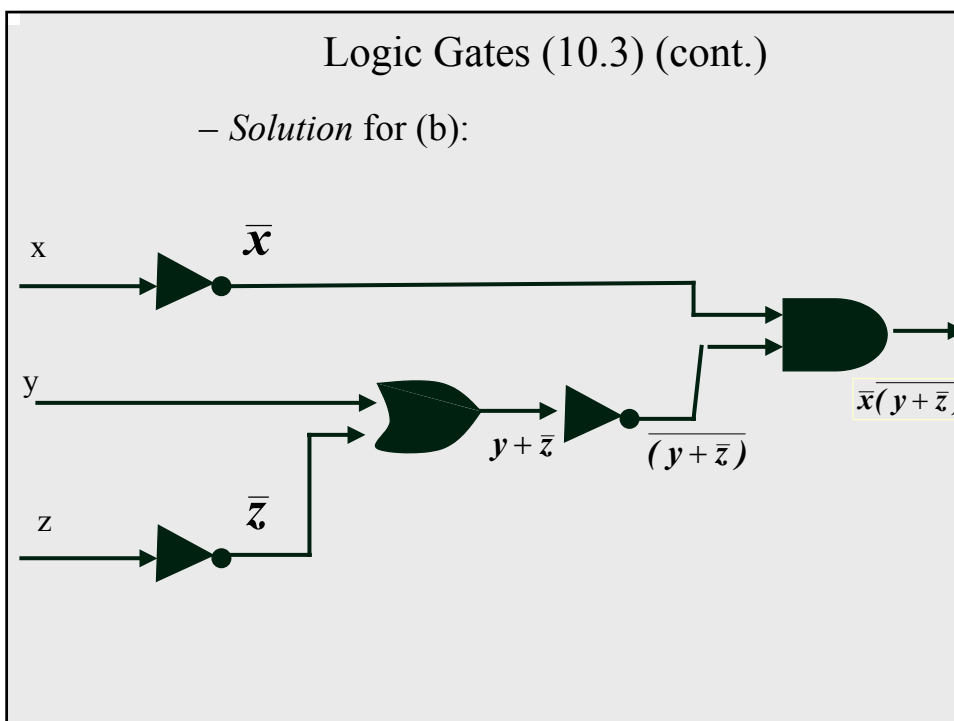 Logic Gates (10.3) (cont.)
– Solution for (b):
x
x̅
y
y + z̅
(̅ ̅y̅ ̅+̅ ̅z̅ ̅)̅
x̅(̅ ̅y̅ ̅+̅ ̅z̅ ̅)̅
z
z̅